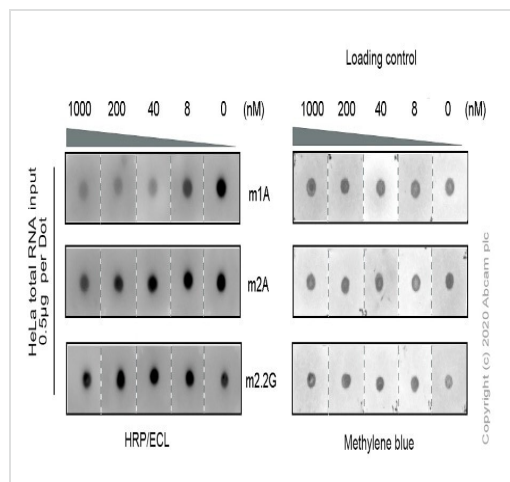 Loading control
1000 200 40 8 0 (nM)
1000 200 40 8 0 (nM)
HeLa total RNA input
0.5µg per Dot
m1A
m2A
m2.2G
HRP/ECL
Methylene blue
Copyright (c) 2020 Abcam plc